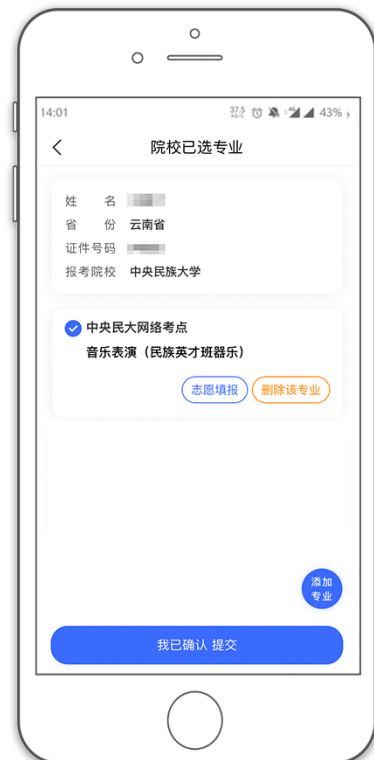 14:01 37.5 KB/S 4G 43%
院校已选专业
姓 名
省 份 云南省
证件号码
报考院校 中央民族大学
中央民大网络考点
音乐表演（民族英才班器乐）
志愿填报 删除该专业
添加
专业
我已确认 提交